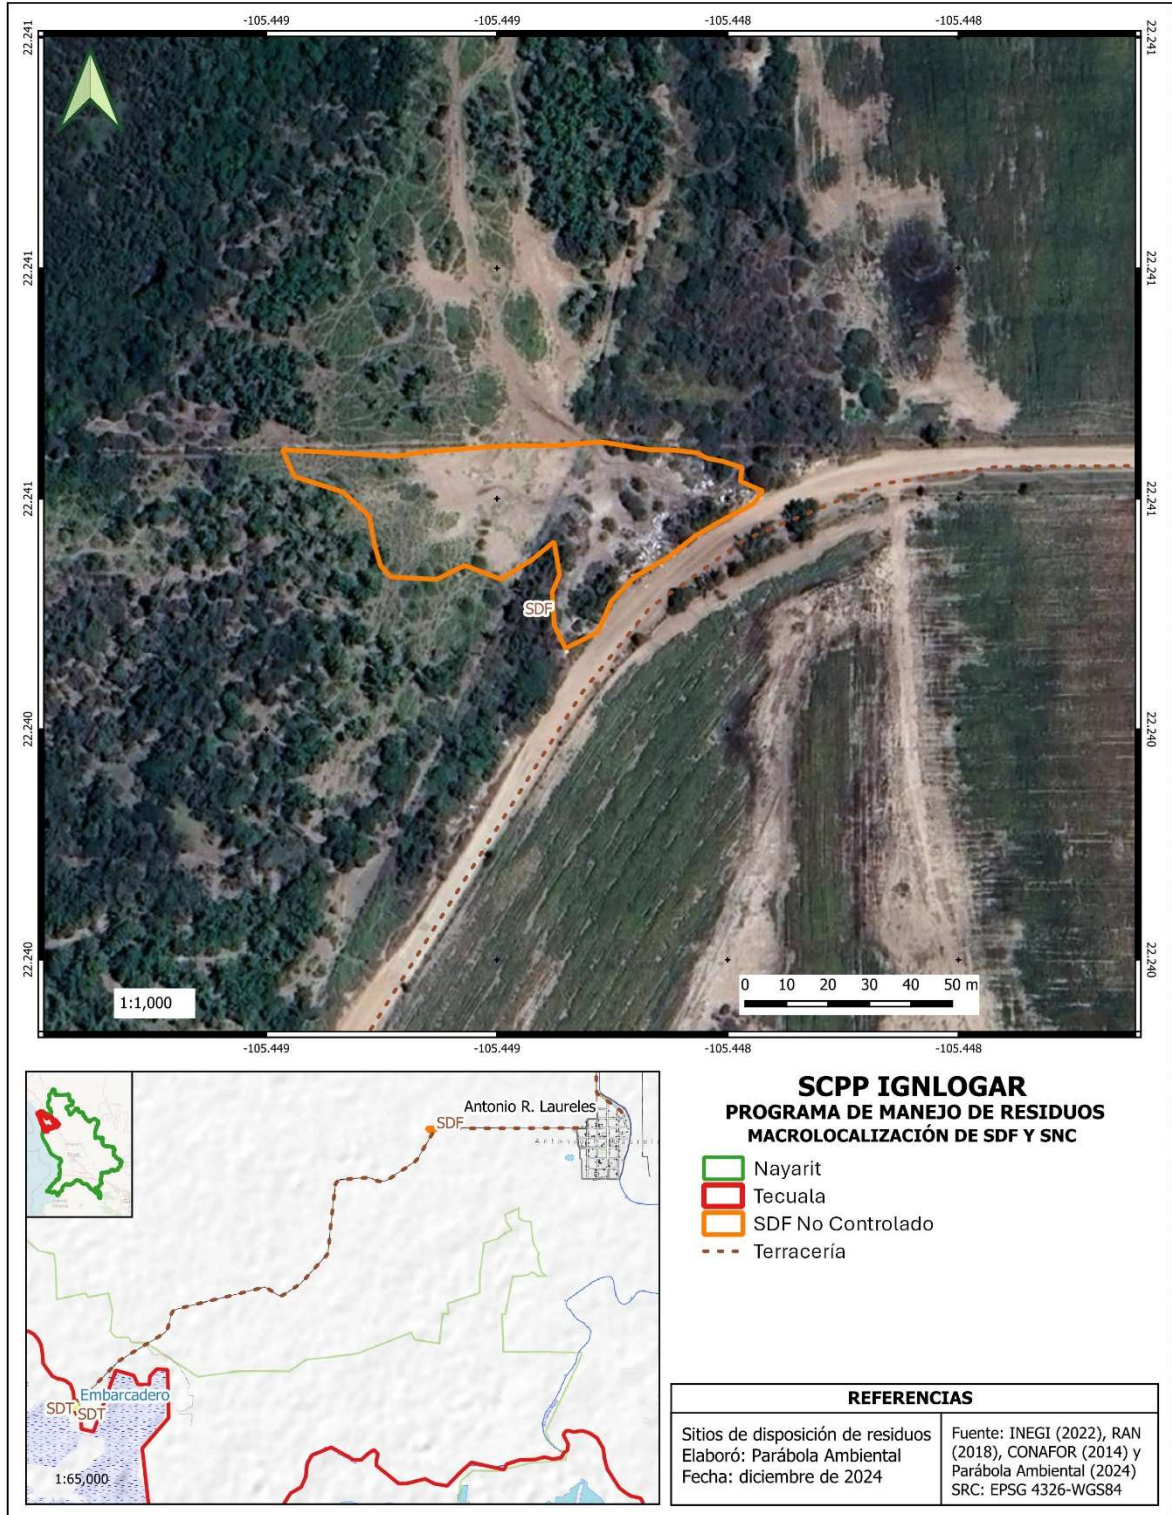 -105.449
-105.449
-105.448
-105.448
22.241
22.241
22.241
22.241
22.241
22.241
SDF
22.240
22.240
22.240
22.240
1:1,000
0 10 20 30 40 50 m
-105.449
-105.449
-105.448
-105.448
SCPP IGNLOGAR
PROGRAMA DE MANEJO DE RESIDUOS
MACROLOCALIZACIÓN DE SDF Y SNC
Nayarit
Tecuala
SDF No Controlado
Terracería
Antonio R. Laureles
SDF
Embarcadero
SDT
SDT
1:65,000
REFERENCIAS
Sitios de disposición de residuos
Elaboró: Parábola Ambiental
Fecha: diciembre de 2024
Fuente: INEGI (2022), RAN
(2018), CONAFOR (2014) y
Parábola Ambiental (2024)
SRC: EPSG 4326-WGS84